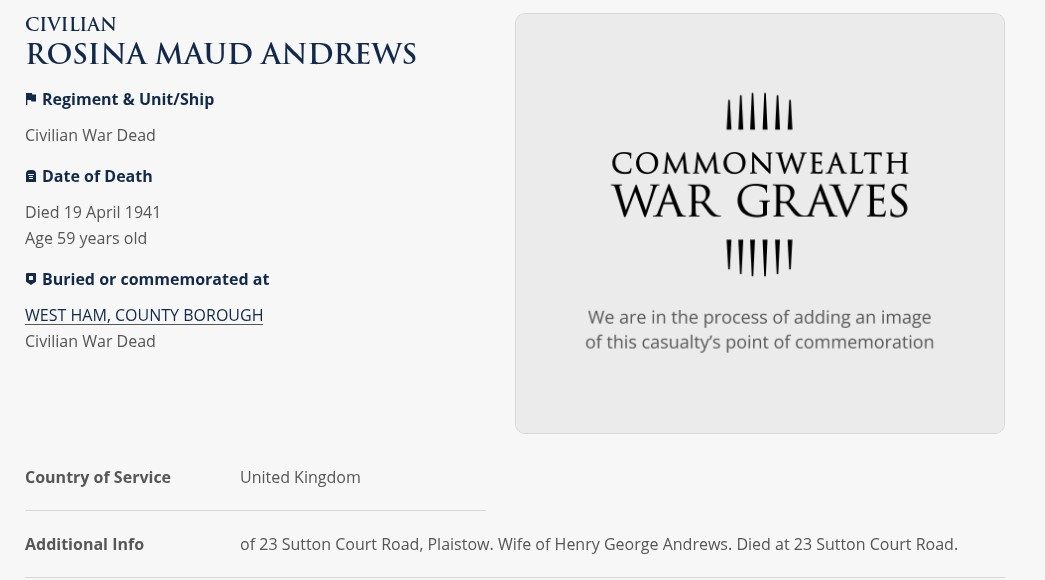 CIVILIAN
ROSINA MAUD ANDREWS
Regiment & Unit/Ship
Civilian War Dead
Date of Death
Died 19 April 1941
Age 59 years old
Buried or commemorated at
WEST HAM, COUNTY BOROUGH
Civilian War Dead
COMMONWEALTH
WAR GRAVES
We are in the process of adding an image
of this casualty’s point of commemoration
Country of Service United Kingdom
Additional Info of 23 Sutton Court Road, Plaistow. Wife of Henry George Andrews. Died at 23 Sutton Court Road.